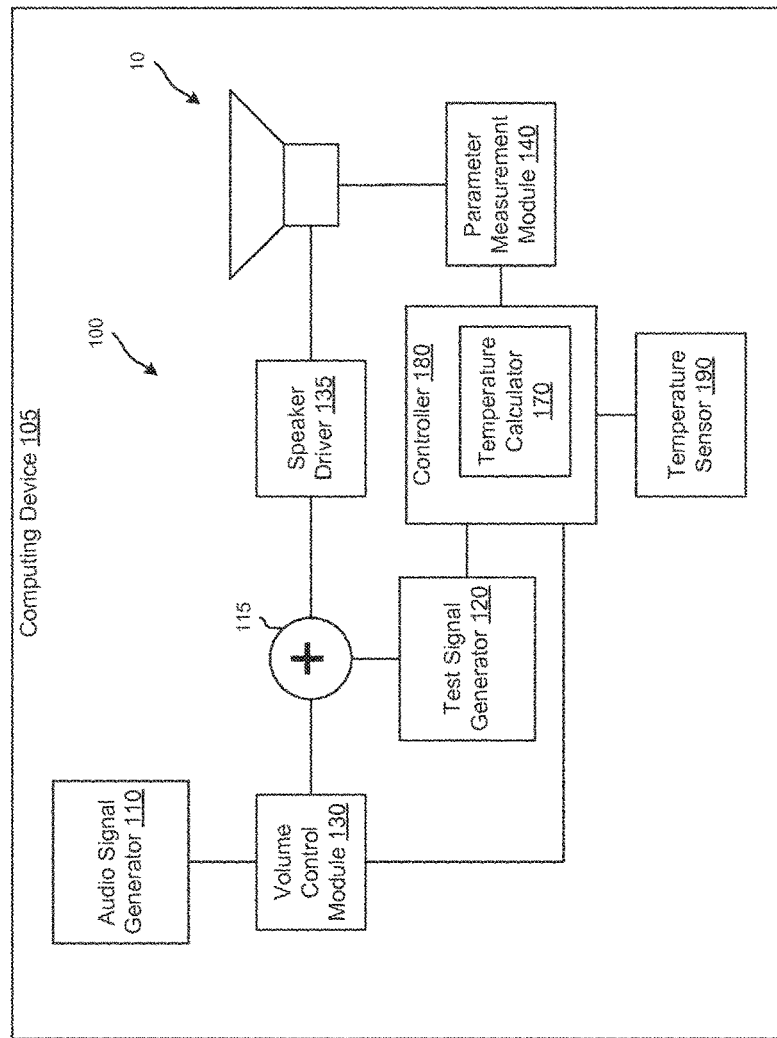 Computing Device 105
100
10
Audio Signal
Generator 110
Volume
Control
Module 130
115
+
Test Signal
Generator 120
Speaker
Driver 135
Controller 180
Temperature
Calculator
170
Temperature
Sensor 190
Parameter
Measurement
Module 140